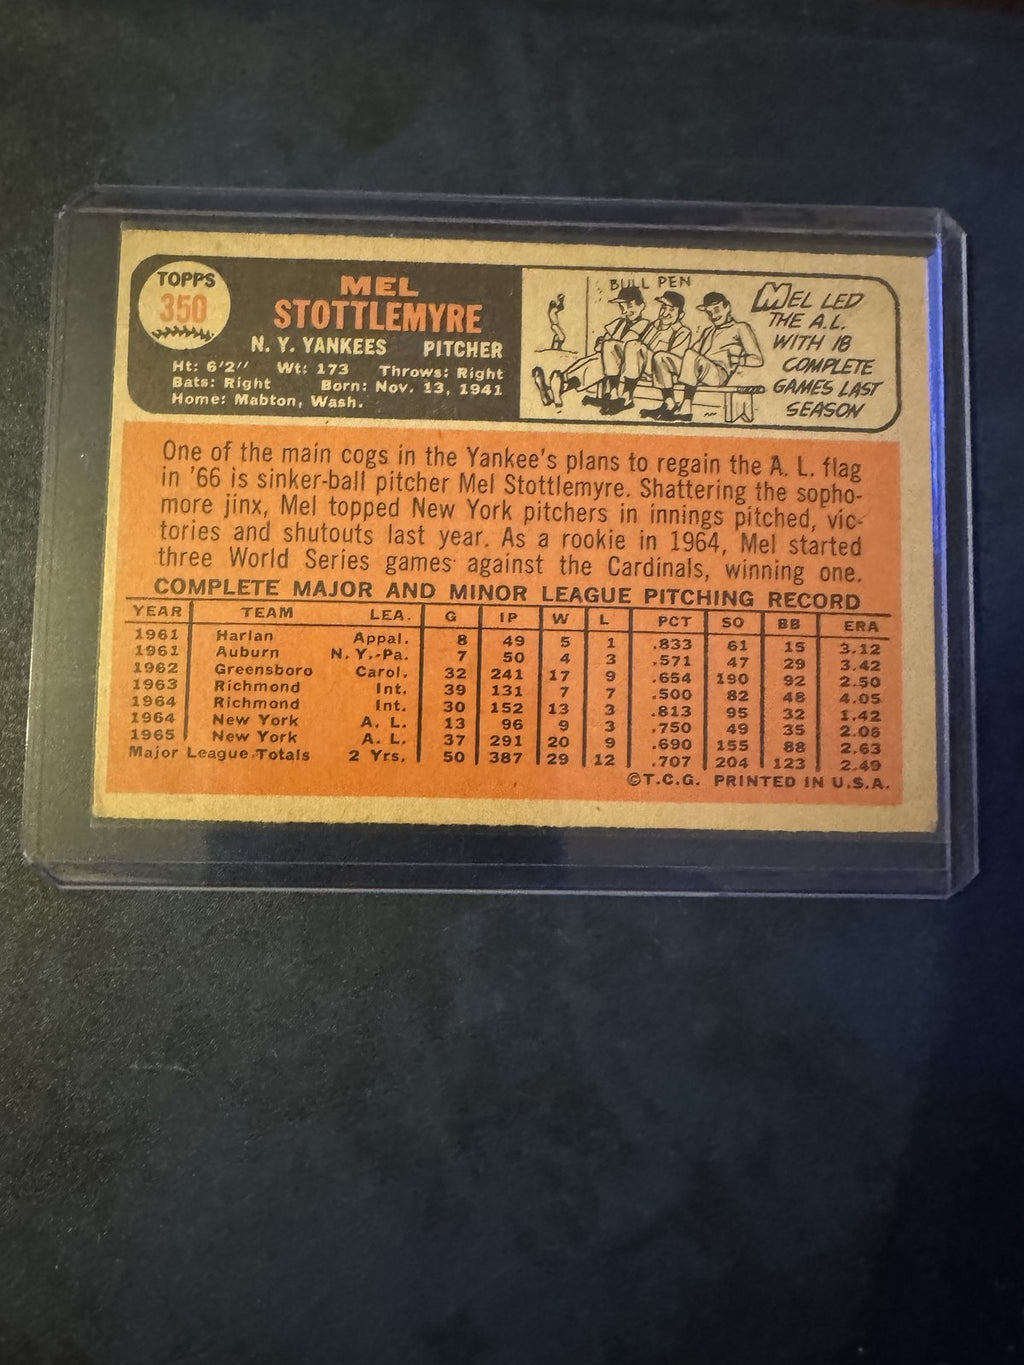 TOPPS
350
MEL
STOTTLEMYRE
N. Y. YANKEES PITCHER
Ht: 6'2" Wt: 173 Throws: Right
Bats: Right Born: Nov. 13, 1941
Home: Mabton, Wash.
BULL PEN
MEL LED
THE A.L.
WITH 18
COMPLETE
GAMES LAST
SEASON
One of the main cogs in the Yankee's plans to regain the A. L. flag
in '66 is sinker-ball pitcher Mel Stottlemyre. Shattering the sopho-
more jinx, Mel topped New York pitchers in innings pitched, vic-
tories and shutouts last year. As a rookie in 1964, Mel started
three World Series games against the Cardinals, winning one.
COMPLETE MAJOR AND MINOR LEAGUE PITCHING RECORD
YEAR TEAM LEA. G IP W L PCT SO BB ERA
1961 Harlan Appal. 8 49 5 1 .833 61 15 3.12
1961 Auburn N. Y.-Pa. 7 50 4 3 .571 47 29 3.42
1962 Greensboro Carol. 32 241 17 9 .654 190 92 2.50
1963 Richmond Int. 39 131 7 7 .500 82 48 4.05
1964 Richmond Int. 30 152 13 3 .813 95 32 1.42
1964 New York A. L. 13 96 9 3 .750 49 35 2.06
1965 New York A. L. 37 291 20 9 .690 155 88 2.63
Major League Totals 2 Yrs. 50 387 29 12 .707 204 123 2.49
©T.C.G. PRINTED IN U.S.A.